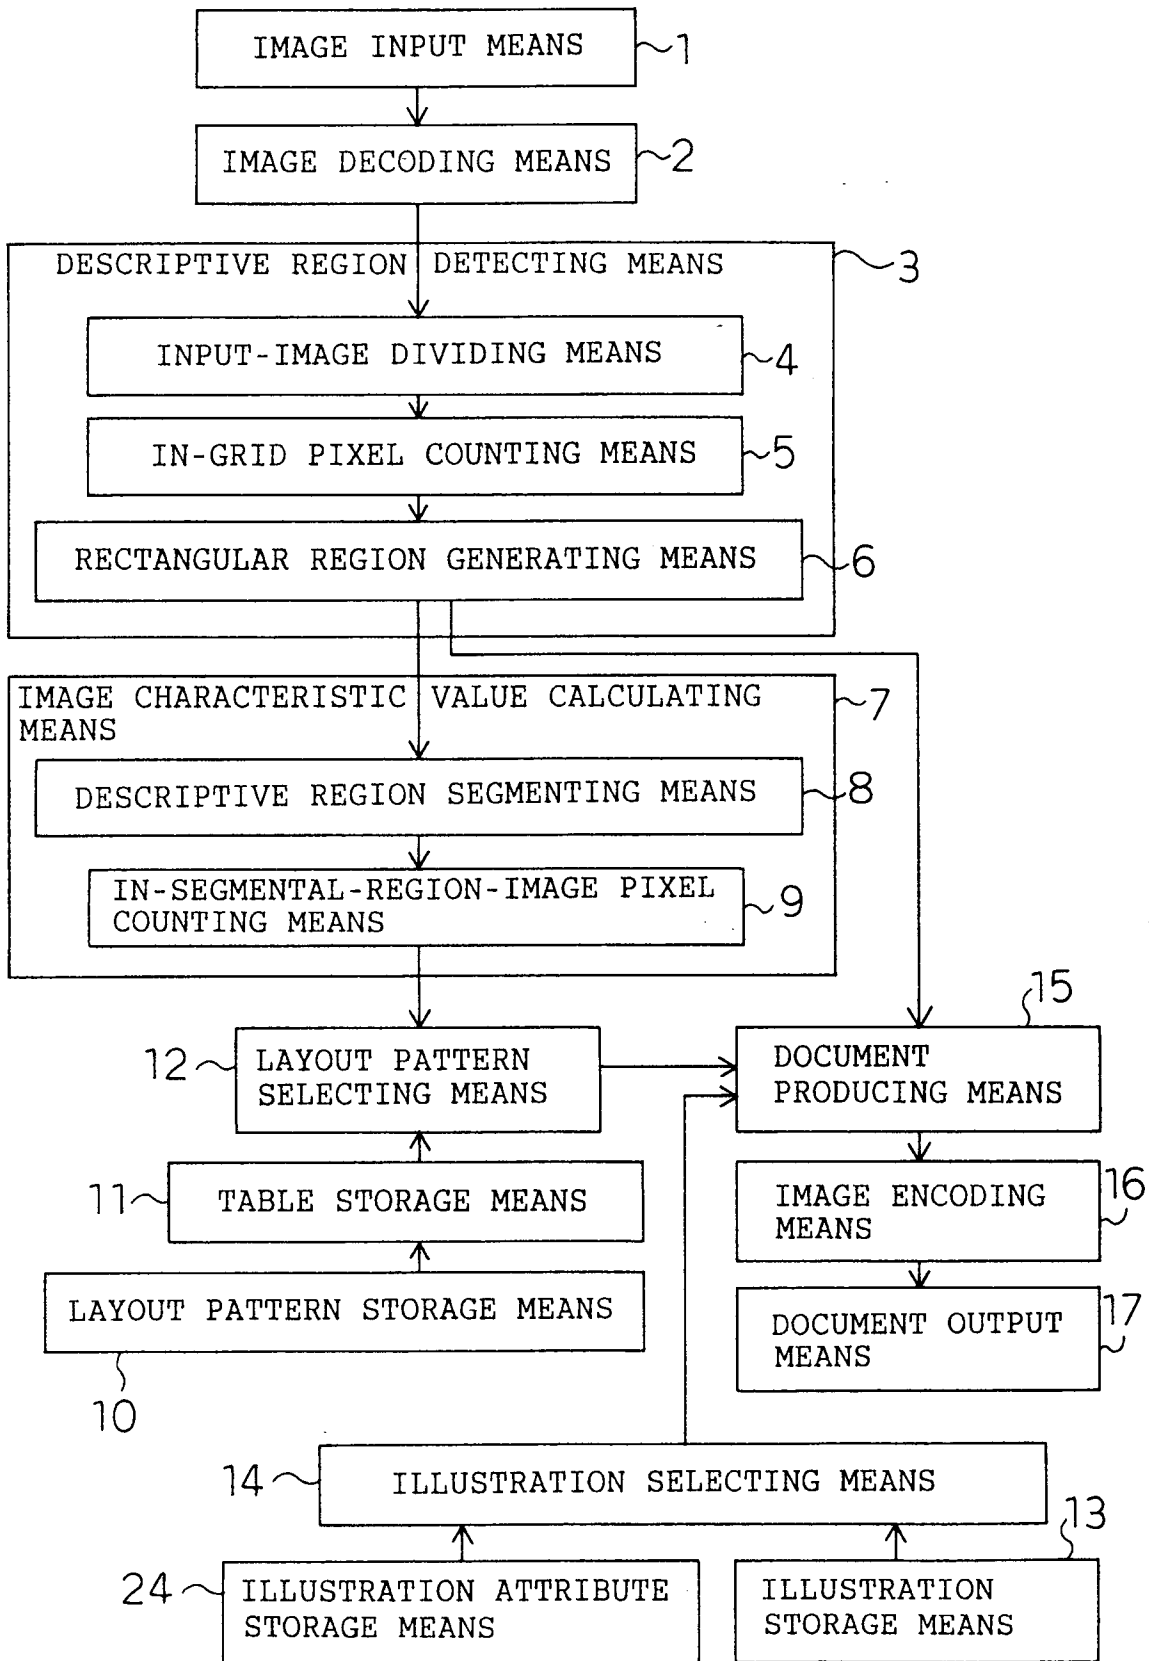 IMAGE INPUT MEANS
1
IMAGE DECODING MEANS
2
DESCRIPTIVE REGION DETECTING MEANS
3
INPUT-IMAGE DIVIDING MEANS
4
IN-GRID PIXEL COUNTING MEANS
5
RECTANGULAR REGION GENERATING MEANS
6
IMAGE CHARACTERISTIC VALUE CALCULATING
MEANS
7
DESCRIPTIVE REGION SEGMENTING MEANS
8
IN-SEGMENTAL-REGION-IMAGE PIXEL
COUNTING MEANS
9
12
LAYOUT PATTERN
SELECTING MEANS
15
DOCUMENT
PRODUCING MEANS
11
TABLE STORAGE MEANS
IMAGE ENCODING
MEANS
16
LAYOUT PATTERN STORAGE MEANS
10
DOCUMENT OUTPUT
MEANS
17
14
ILLUSTRATION SELECTING MEANS
24
ILLUSTRATION ATTRIBUTE
STORAGE MEANS
13
ILLUSTRATION
STORAGE MEANS